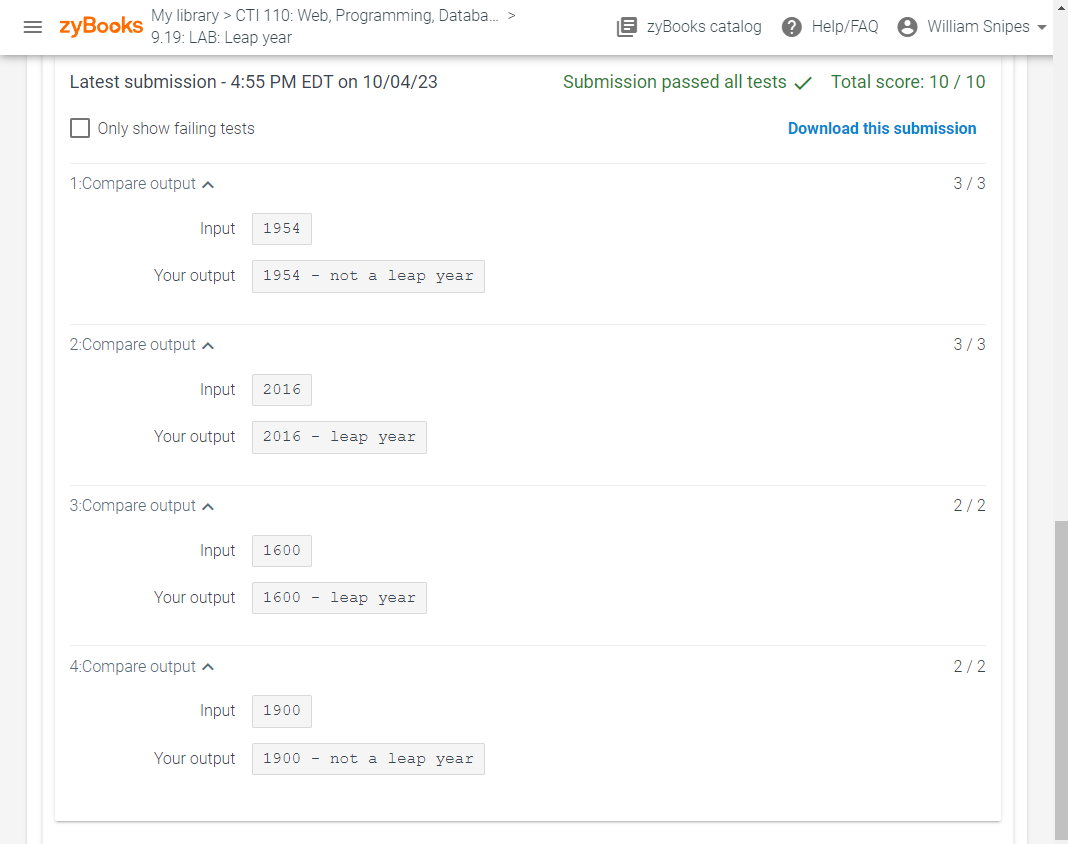 zyBooks My library > CTI 110: Web, Programming, Databa... > zyBooks catalog Help/FAQ William Snipes
9.19: LAB: Leap year
Latest submission - 4:55 PM EDT on 10/04/23 Submission passed all tests Total score: 10 / 10
Only show failing tests Download this submission
1:Compare output 3 / 3
Input 1954
Your output 1954 - not a leap year
2:Compare output 3 / 3
Input 2016
Your output 2016 - leap year
3:Compare output 2 / 2
Input 1600
Your output 1600 - leap year
4:Compare output 2 / 2
Input 1900
Your output 1900 - not a leap year